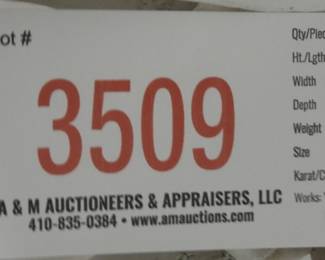 ot #
3509
A & M AUCTIONEERS & APPRAISERS, LLC
410-835-0384 • www.amauctions.com
Qty/Piec
Ht./Lgth
Width
Depth
Weight
Size
Karat/C
Works: